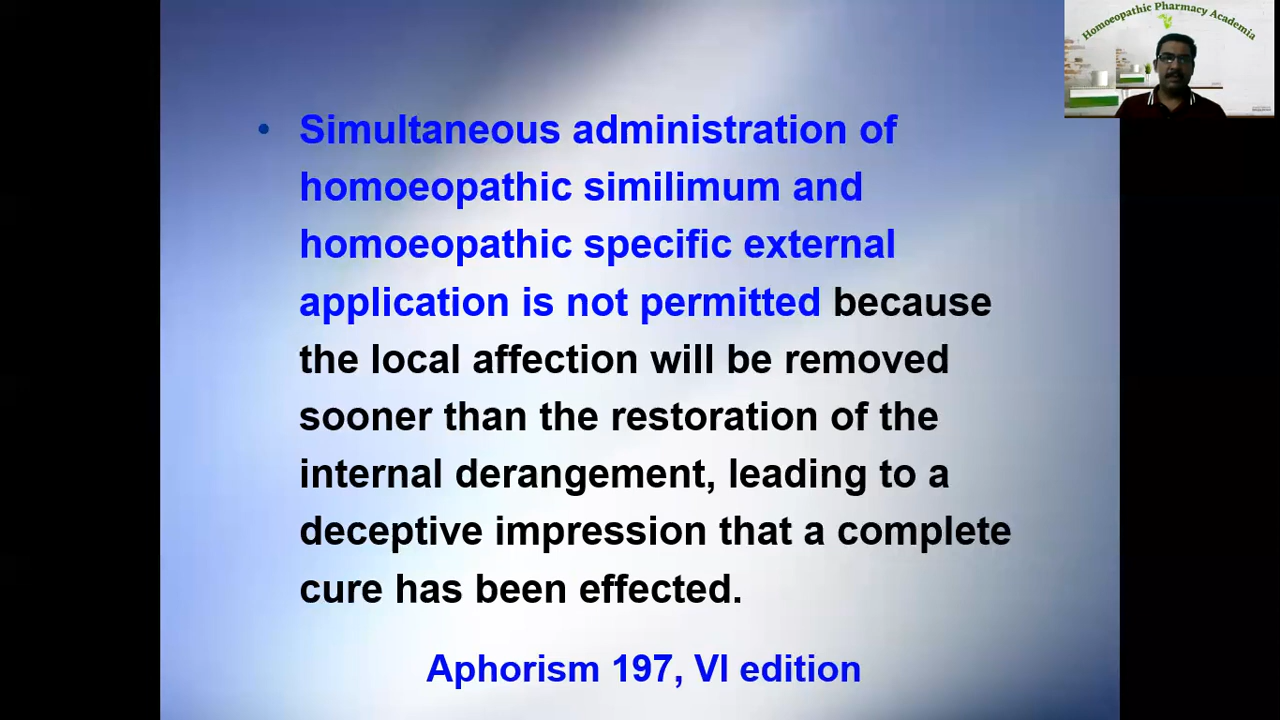 Homoeopathic Pharmacy Academia
• Simultaneous administration of
homoeopathic similimum and
homoeopathic specific external
application is not permitted because
the local affection will be removed
sooner than the restoration of the
internal derangement, leading to a
deceptive impression that a complete
cure has been effected.
Aphorism 197, VI edition